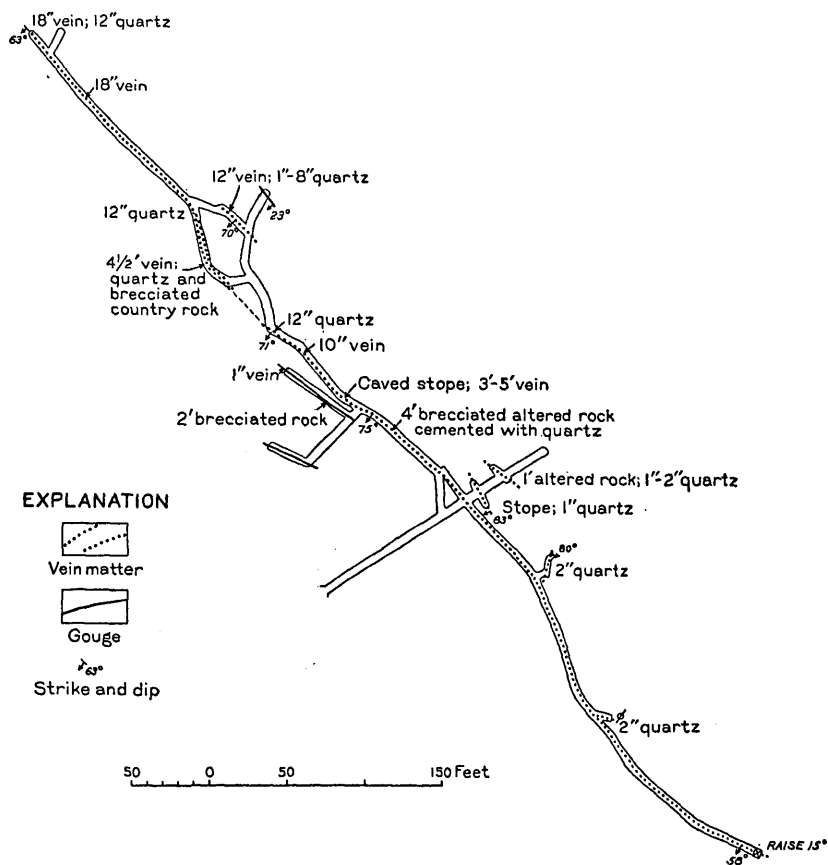 18" vein; 12" quartz
63°
18" vein
12" vein; 1"-8" quartz
23°
12" quartz
70°
4½' vein;
quartz and
brecciated
country rock
12" quartz
71°
10" vein
1" vein
Caved stope; 3'-5' vein
2' brecciated rock
75°
4' brecciated altered rock
cemented with quartz
1' altered rock; 1"-2" quartz
Stope; 1" quartz
83°
80°
2" quartz
2" quartz
EXPLANATION
Vein matter
Gouge
63°
Strike and dip
50 0 50 150 Feet
RAISE 15°
58°